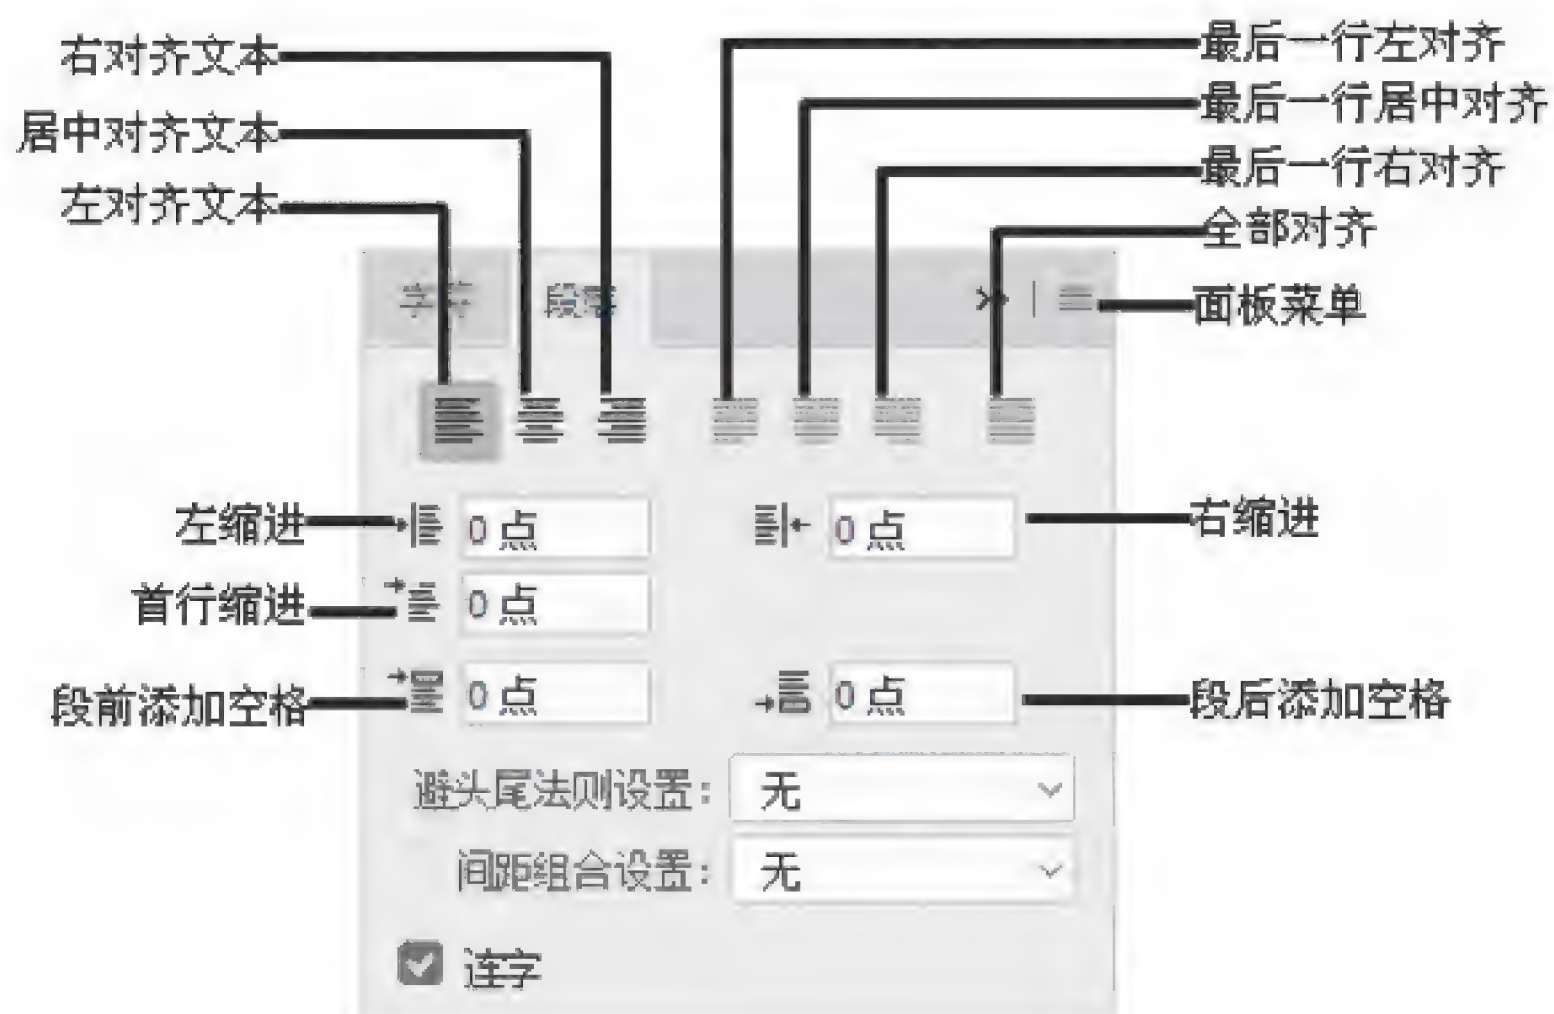 右对齐文本
居中对齐文本
左对齐文本
最后一行左对齐
最后一行居中对齐
最后一行右对齐
全部对齐
面板菜单
字符
段落
左缩进
0 点
0 点
右缩进
首行缩进
0 点
段前添加空格
0 点
0 点
段后添加空格
避头尾法则设置:
无
间距组合设置:
无
连字